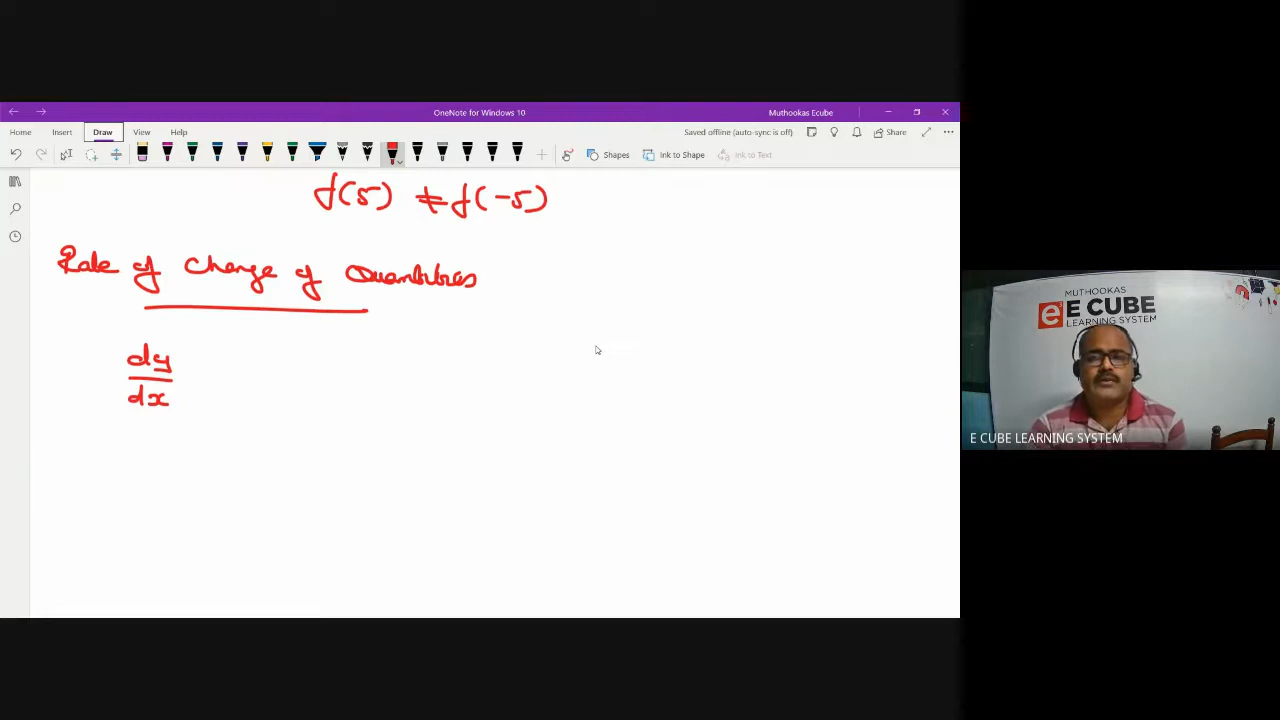 OneNote for Windows 10
Muthookas Ecube
Home Insert Draw View Help
Saved offline (auto-sync is off) Share
Shapes Ink to Shape Ink to Text
f(5) ≠ f(-5)
Rate of Change of Quantities
dy
dx
MUTHOOKAS
e E CUBE
LEARNING SYSTEM
E CUBE LEARNING SYSTEM